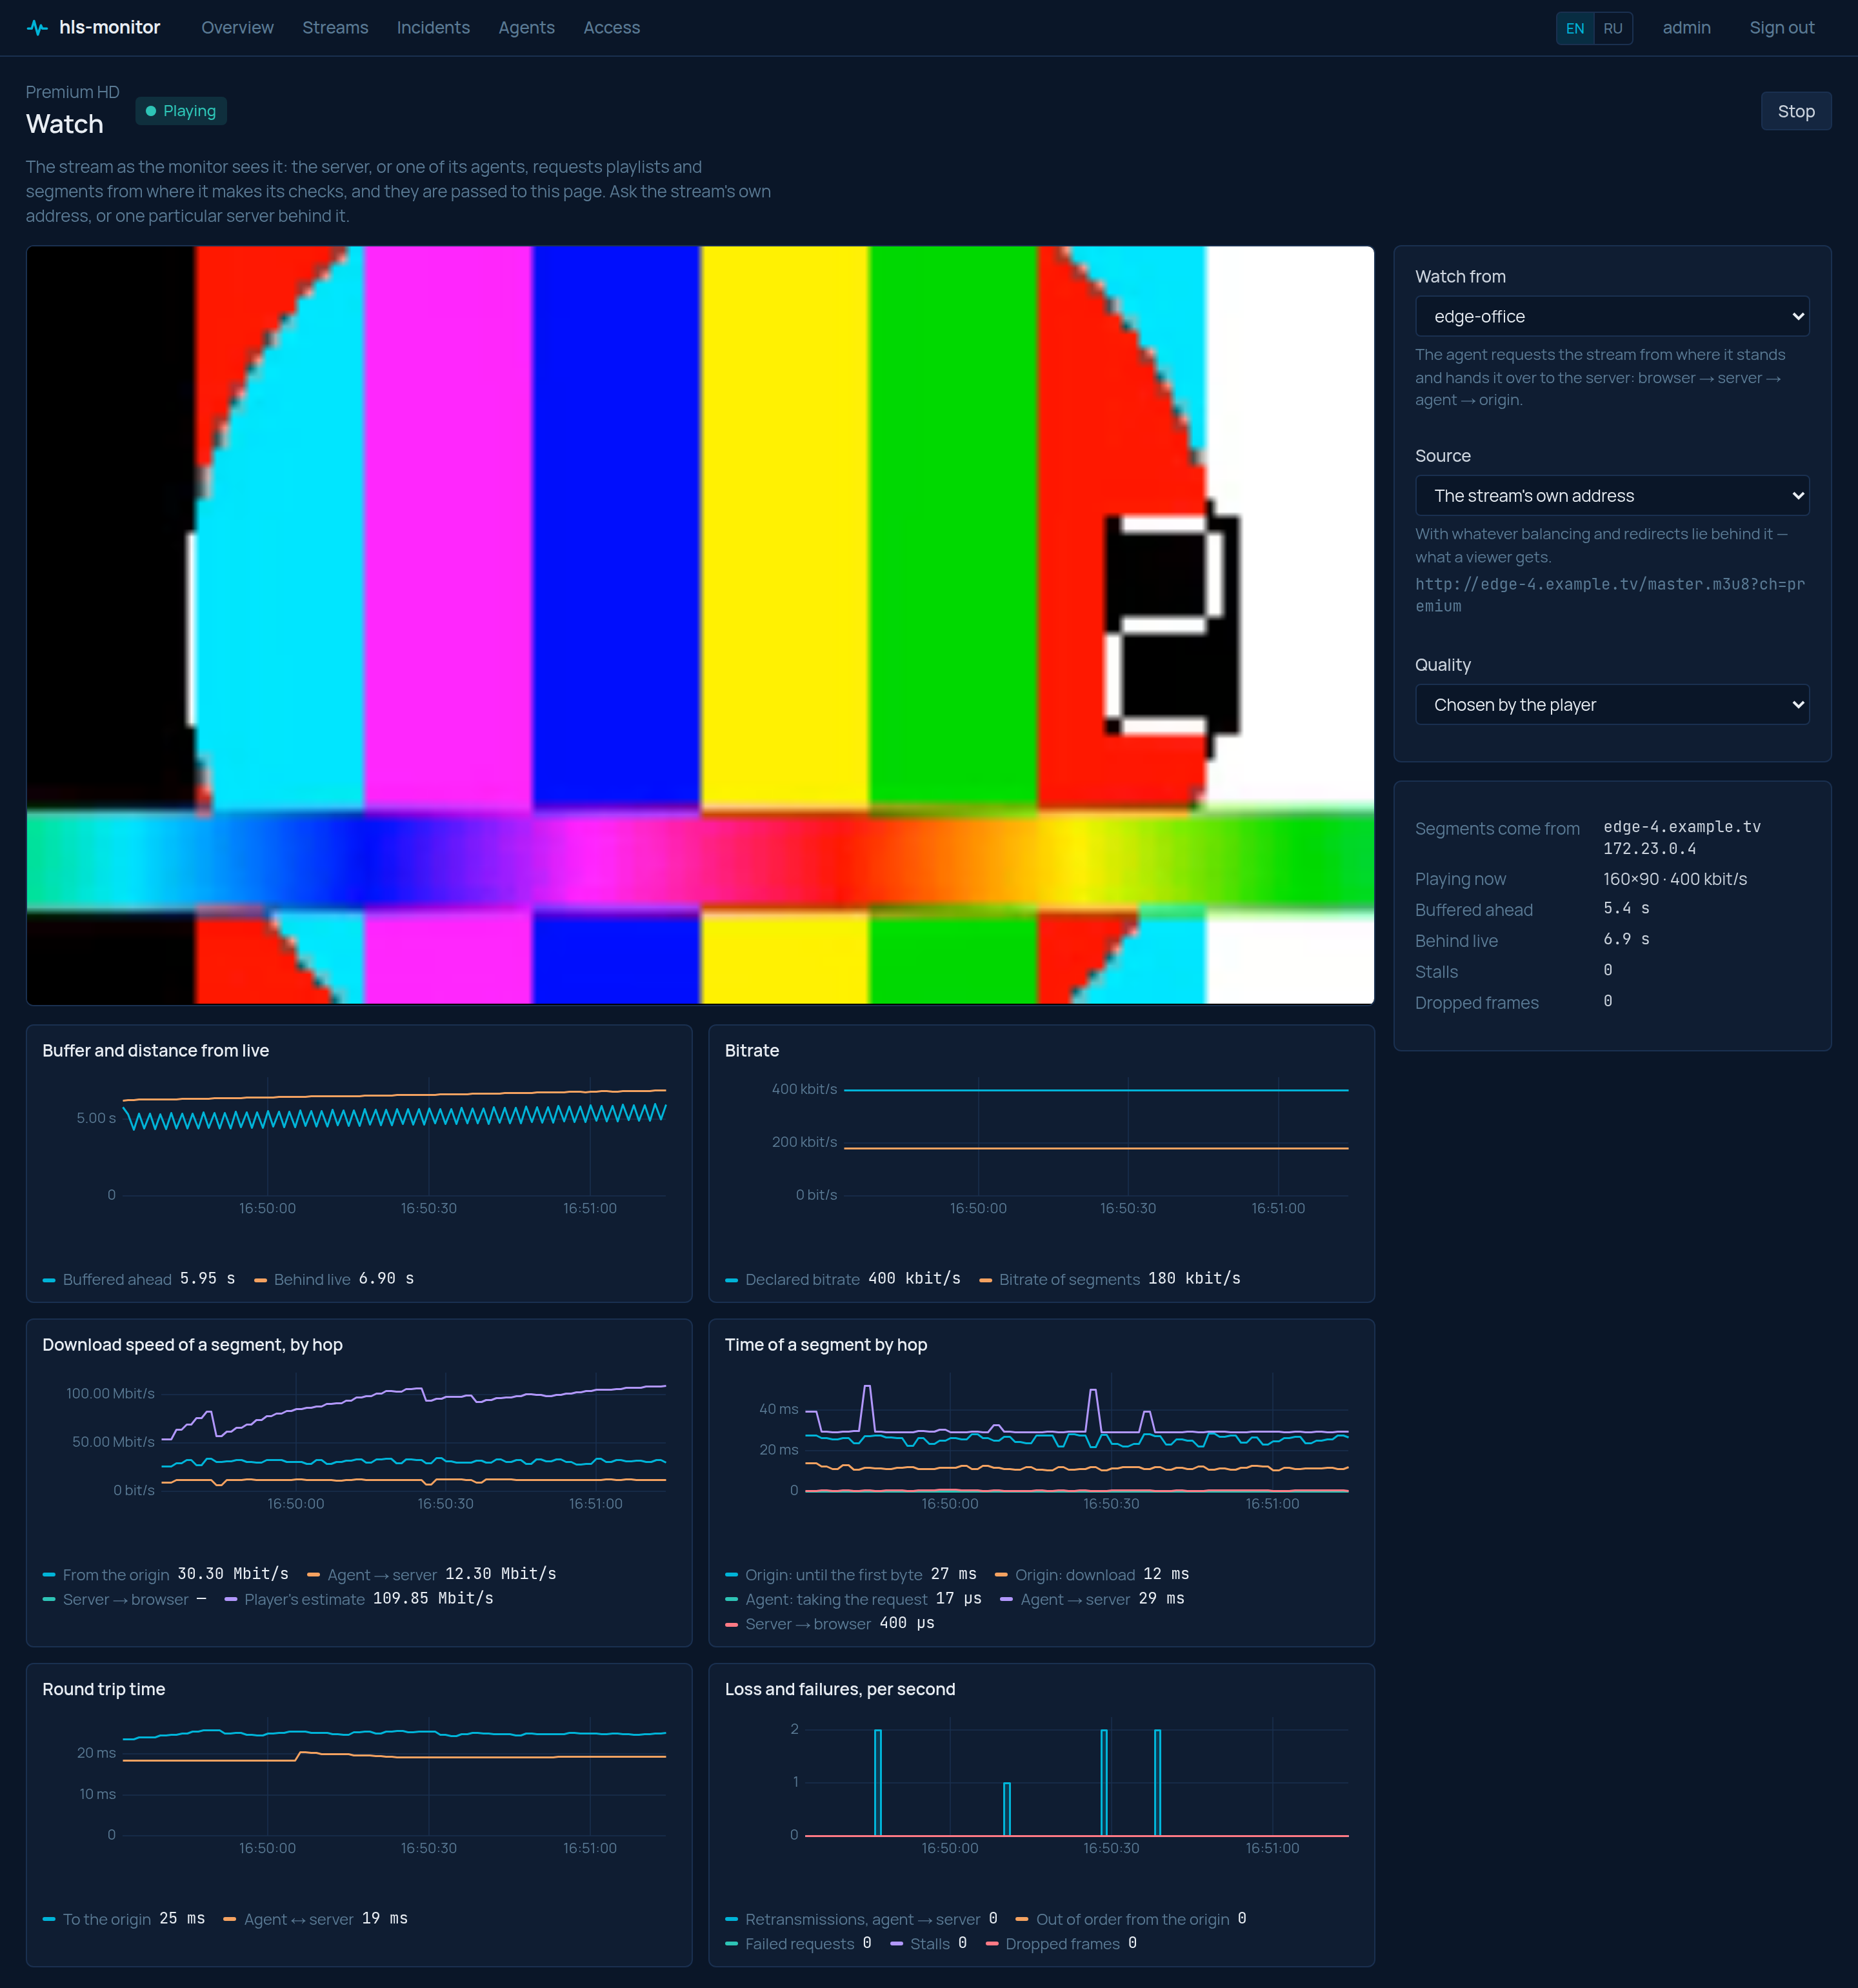 hls-monitor
Overview
Streams
Incidents
Agents
Access
EN
RU
admin
Sign out
Premium HD
Watch
Playing
Stop
The stream as the monitor sees it: the server, or one of its agents, requests playlists and
segments from where it makes its checks, and they are passed to this page. Ask the stream's own
address, or one particular server behind it.
Watch from
edge-office
The agent requests the stream from where it stands
and hands it over to the server: browser → server →
agent → origin.
Source
The stream's own address
With whatever balancing and redirects lie behind it —
what a viewer gets.
http://edge-4.example.tv/master.m3u8?ch=pr
emium
Quality
Chosen by the player
Segments come from edge-4.example.tv
172.23.0.4
Playing now 160×90 · 400 kbit/s
Buffered ahead 5.4 s
Behind live 6.9 s
Stalls 0
Dropped frames 0
Buffer and distance from live
5.00 s
0
16:50:00 16:50:30 16:51:00
Buffered ahead 5.95 s Behind live 6.90 s
Bitrate
400 kbit/s
200 kbit/s
0 bit/s
16:50:00 16:50:30 16:51:00
Declared bitrate 400 kbit/s Bitrate of segments 180 kbit/s
Download speed of a segment, by hop
100.00 Mbit/s
50.00 Mbit/s
0 bit/s
16:50:00 16:50:30 16:51:00
From the origin 30.30 Mbit/s Agent → server 12.30 Mbit/s
Server → browser — Player's estimate 109.85 Mbit/s
Time of a segment by hop
40 ms
20 ms
0
16:50:00 16:50:30 16:51:00
Origin: until the first byte 27 ms Origin: download 12 ms
Agent: taking the request 17 µs Agent → server 29 ms
Server → browser 400 µs
Round trip time
20 ms
10 ms
0
16:50:00 16:50:30 16:51:00
To the origin 25 ms Agent ↔ server 19 ms
Loss and failures, per second
2
1
0
16:50:00 16:50:30 16:51:00
Retransmissions, agent → server 0 Out of order from the origin 0
Failed requests 0 Stalls 0 Dropped frames 0